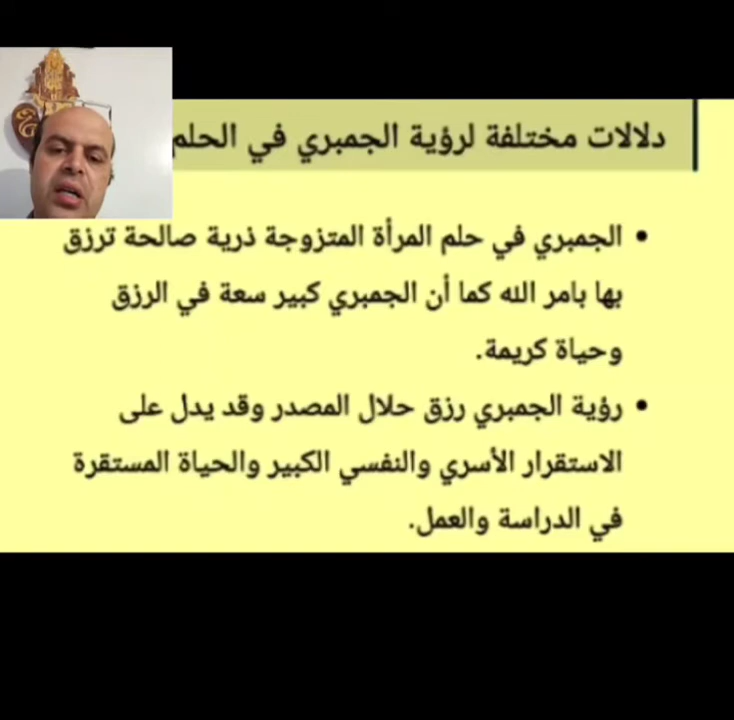 دلالات مختلفة لرؤية الجمبري في الحلم
• الجمبري في حلم المرأة المتزوجة ذرية صالحة ترزق
بها بامر الله كما أن الجمبري كبير سعة في الرزق
وحياة كريمة.
• رؤية الجمبري رزق حلال المصدر وقد يدل على
الاستقرار الأسري والنفسي الكبير والحياة المستقرة
في الدراسة والعمل.